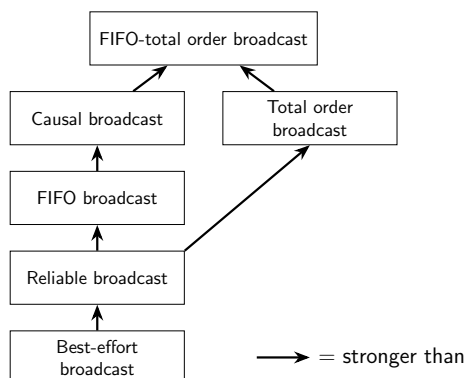 FIFO-total order broadcast
Causal broadcast
Total order
broadcast
FIFO broadcast
Reliable broadcast
Best-effort
broadcast
= stronger than